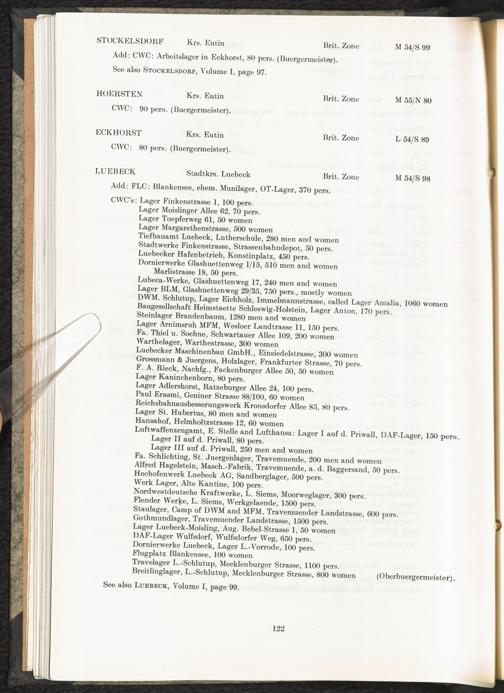 STOCKELSDORF Krs. Eutin Brit. Zone M 54/S 99
Add: CWC: Arbeitslager in Eckhorst, 80 pers. (Buergermeister).
See also STOCKELSDORF, Volume I, page 97.
HOERSTEN Krs. Eutin Brit. Zone M 55/N 80
CWC: 90 pers. (Buergermeister).
ECKHORST Krs. Eutin Brit. Zone L 54/S 89
CWC: 80 pers. (Buergermeister).
LUEBECK Stadtkrs. Luebeck Brit. Zone M 54/S 98
Add: FLC: Blankensee, ehem. Munilager, OT-Lager, 370 pers.
CWC's: Lager Finkenstrasse 1, 100 pers.
Lager Moislinger Allee 62, 70 pers.
Lager Toepferweg 61, 50 women
Lager Margarethenstrasse, 500 women
Tiefbauamt Luebeck, Lutherschule, 280 men and women
Stadtwerke Finkenstrasse, Strassenbahndepot, 50 pers.
Luebecker Hafenbetrieb, Konstinplatz, 450 pers.
Dornierwerke Glashuettenweg 1/15, 510 men and women
Marlistrasse 18, 50 pers.
Lubeca-Werke, Glashuettenweg 17, 240 men and women
Lager BLM, Glashuettenweg 29/35, 750 pers., mostly women
DWM. Schlutup, Lager Eichholz, Immelmannstrasse, called Lager Amalia, 1060 women
Baugesellschaft Heimstaette Schleswig-Holstein, Lager Anton, 170 pers.
Steinlager Brandenbaum, 1280 men and women
Lager Arnimsruh MFM, Wesloer Landtrasse 11, 150 pers.
Fa. Thiel u. Soehne, Schwartauer Allee 109, 200 women
Warthelager, Warthestrasse, 300 women
Luebecker Maschinenbau GmbH., Einsiedelstrasse, 300 women
Grossmann & Juergens, Holzlager, Frankfurter Strasse, 70 pers.
F. A. Rieck, Nachfg., Fackenburger Allee 50, 50 women
Lager Kaninchenborn, 80 pers.
Lager Adlershorst, Ratzeburger Allee 24, 100 pers.
Paul Erasmi, Geniner Strasse 88/100, 60 women
Reichsbahnausbesserungswerk Kronsdorfer Allee 85, 80 pers.
Lager St. Hubertus, 80 men and women
Hansahof, Helmholtzstrasse 12, 60 women
Luftwaffenzeugamt, E. Stelle and Lufthansa: Lager I auf d. Priwall, DAF-Lager, 150 pers.
Lager II auf d. Priwall, 80 pers.
Lager III auf d. Priwall, 250 men and women
Fa. Schlichting, St. Juergenlager, Travemuende, 200 men and women
Alfred Hagelstein, Masch.-Fabrik, Travemuende, a. d. Baggersand, 50 pers.
Hochofenwerk Luebeck AG, Sandberglager, 500 pers.
Werk Lager, Alte Kantine, 100 pers.
Nordwestdeutsche Kraftwerke, L. Siems, Moorweglager, 300 pers.
Flender Werke, L. Siems, Werkgelaende, 1500 pers.
Staulager, Camp of DWM and MFM, Travemuender Landstrasse, 600 pers.
Gothmundlager, Travemuender Landstrasse, 1500 pers.
Lager Luebeck-Moisling, Aug. Bebel-Strasse 1, 50 women
DAF-Lager Wulfsdorf, Wulfsdorfer Weg, 650 pers.
Dornierwerke Luebeck, Lager L.-Vorrode, 100 pers.
Flugplatz Blankensee, 100 women
Travelager L.-Schlutup, Mecklenburger Strasse, 1100 pers.
Breitlinglager, L.-Schlutup, Mecklenburger Strasse, 800 women (Oberbuergermeister).
See also LUEBECK, Volume I, page 99.
122